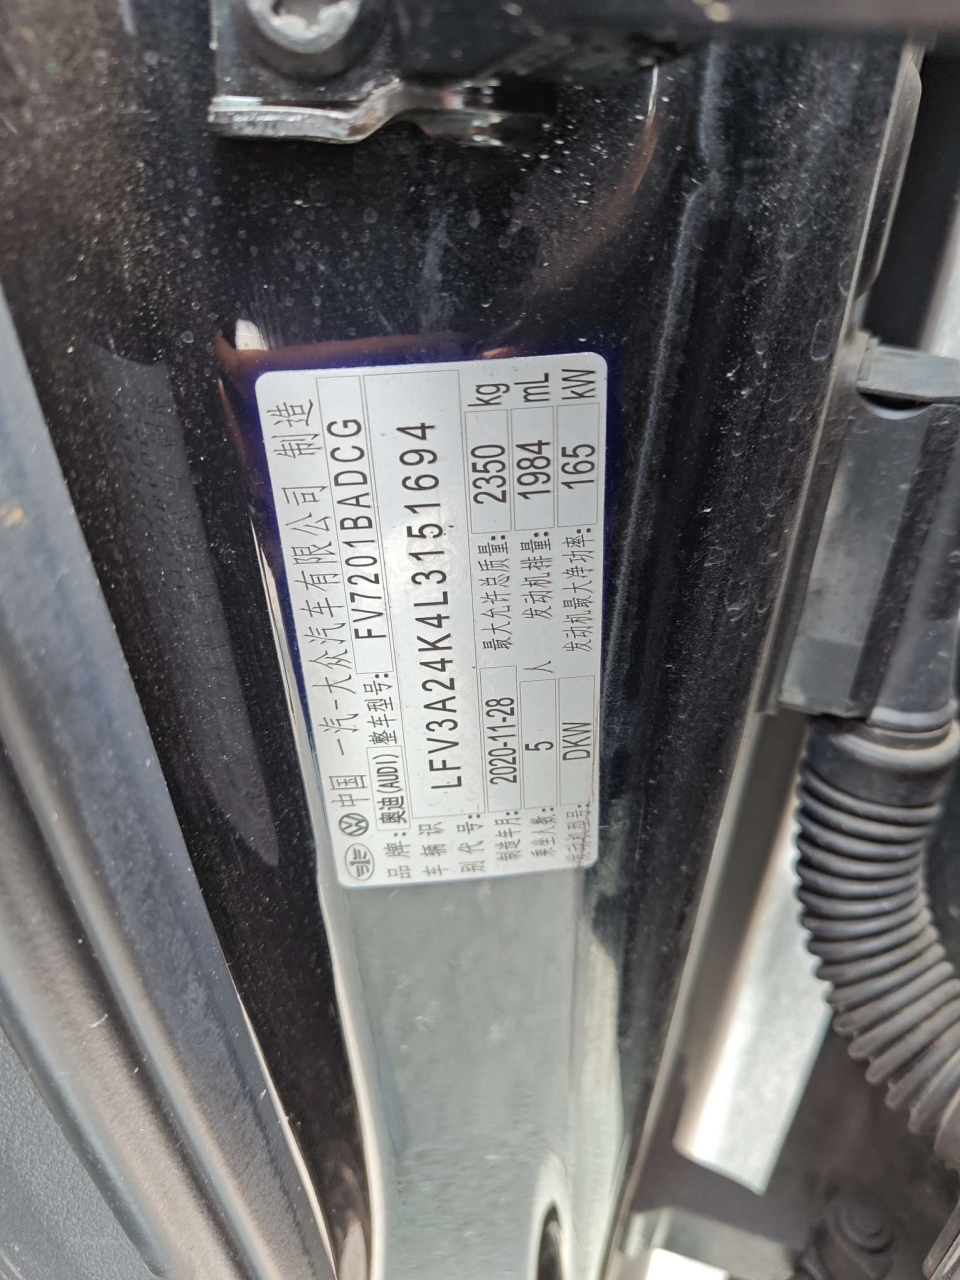 中国 一汽-大众汽车有限公司 制造
品牌: 奥迪(AUDI) 整车型号: FV7201BADCG
车辆识别代号: LFV3A24K4L3151694
制造年月: 2020-11-28 最大允许总质量: 2350 kg
乘坐人数: 5 人 发动机排量: 1984 mL
发动机型号: DKW 发动机最大净功率: 165 kW